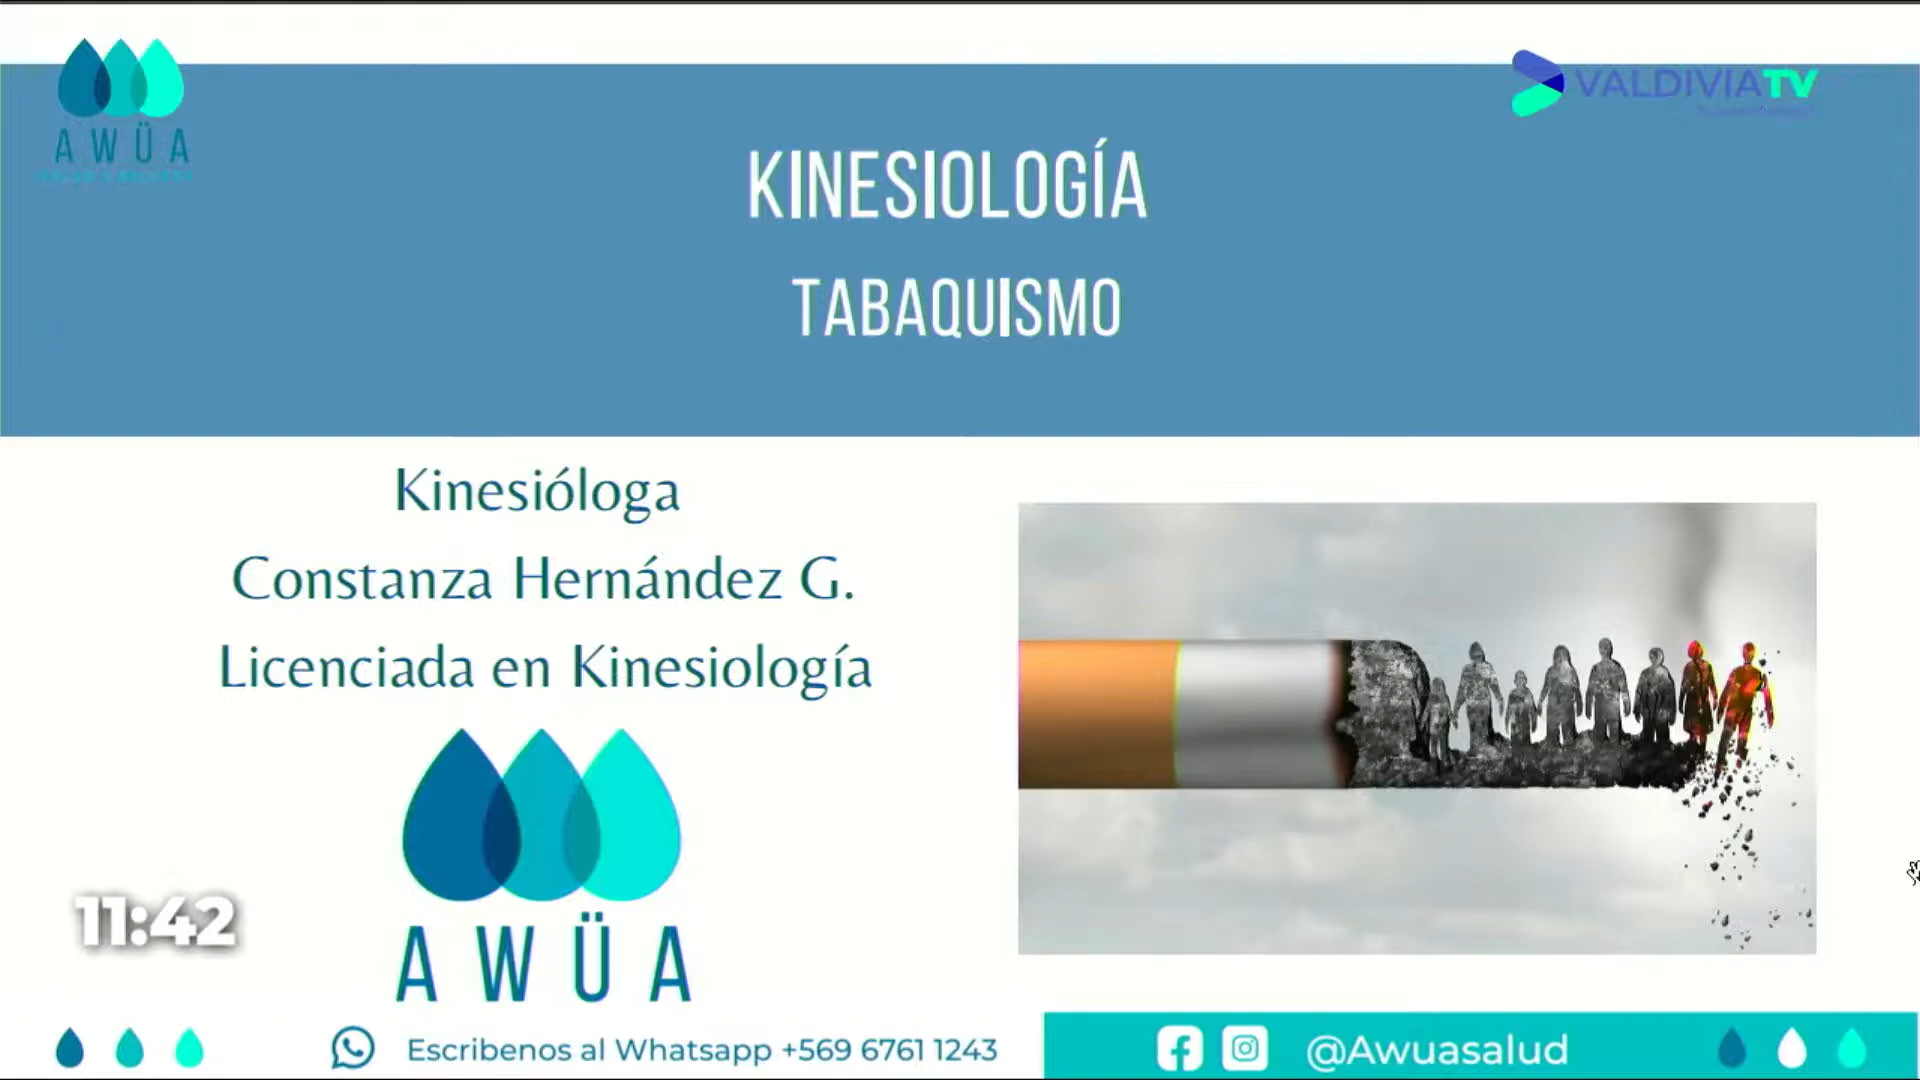 AWÜA
VALDIVIATV
KINESIOLOGÍA
TABAQUISMO
Kinesióloga
Constanza Hernández G.
Licenciada en Kinesiología
AWÜA
11:42
Escribenos al Whatsapp +569 6761 1243
@Awuasalud